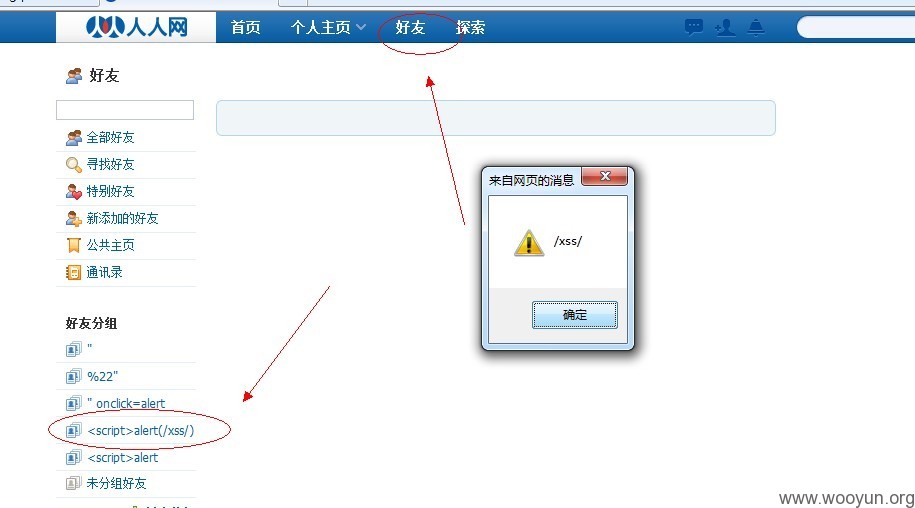 人人网 首页 个人主页 好友 探索
好友
全部好友
寻找好友
特别好友
新添加的好友
公共主页
通讯录
来自网页的消息
/xss/
确定
好友分组
"
%22"
" onclick=alert
<script>alert(/xss/)
<script>alert
未分组好友
www.wooyun.org